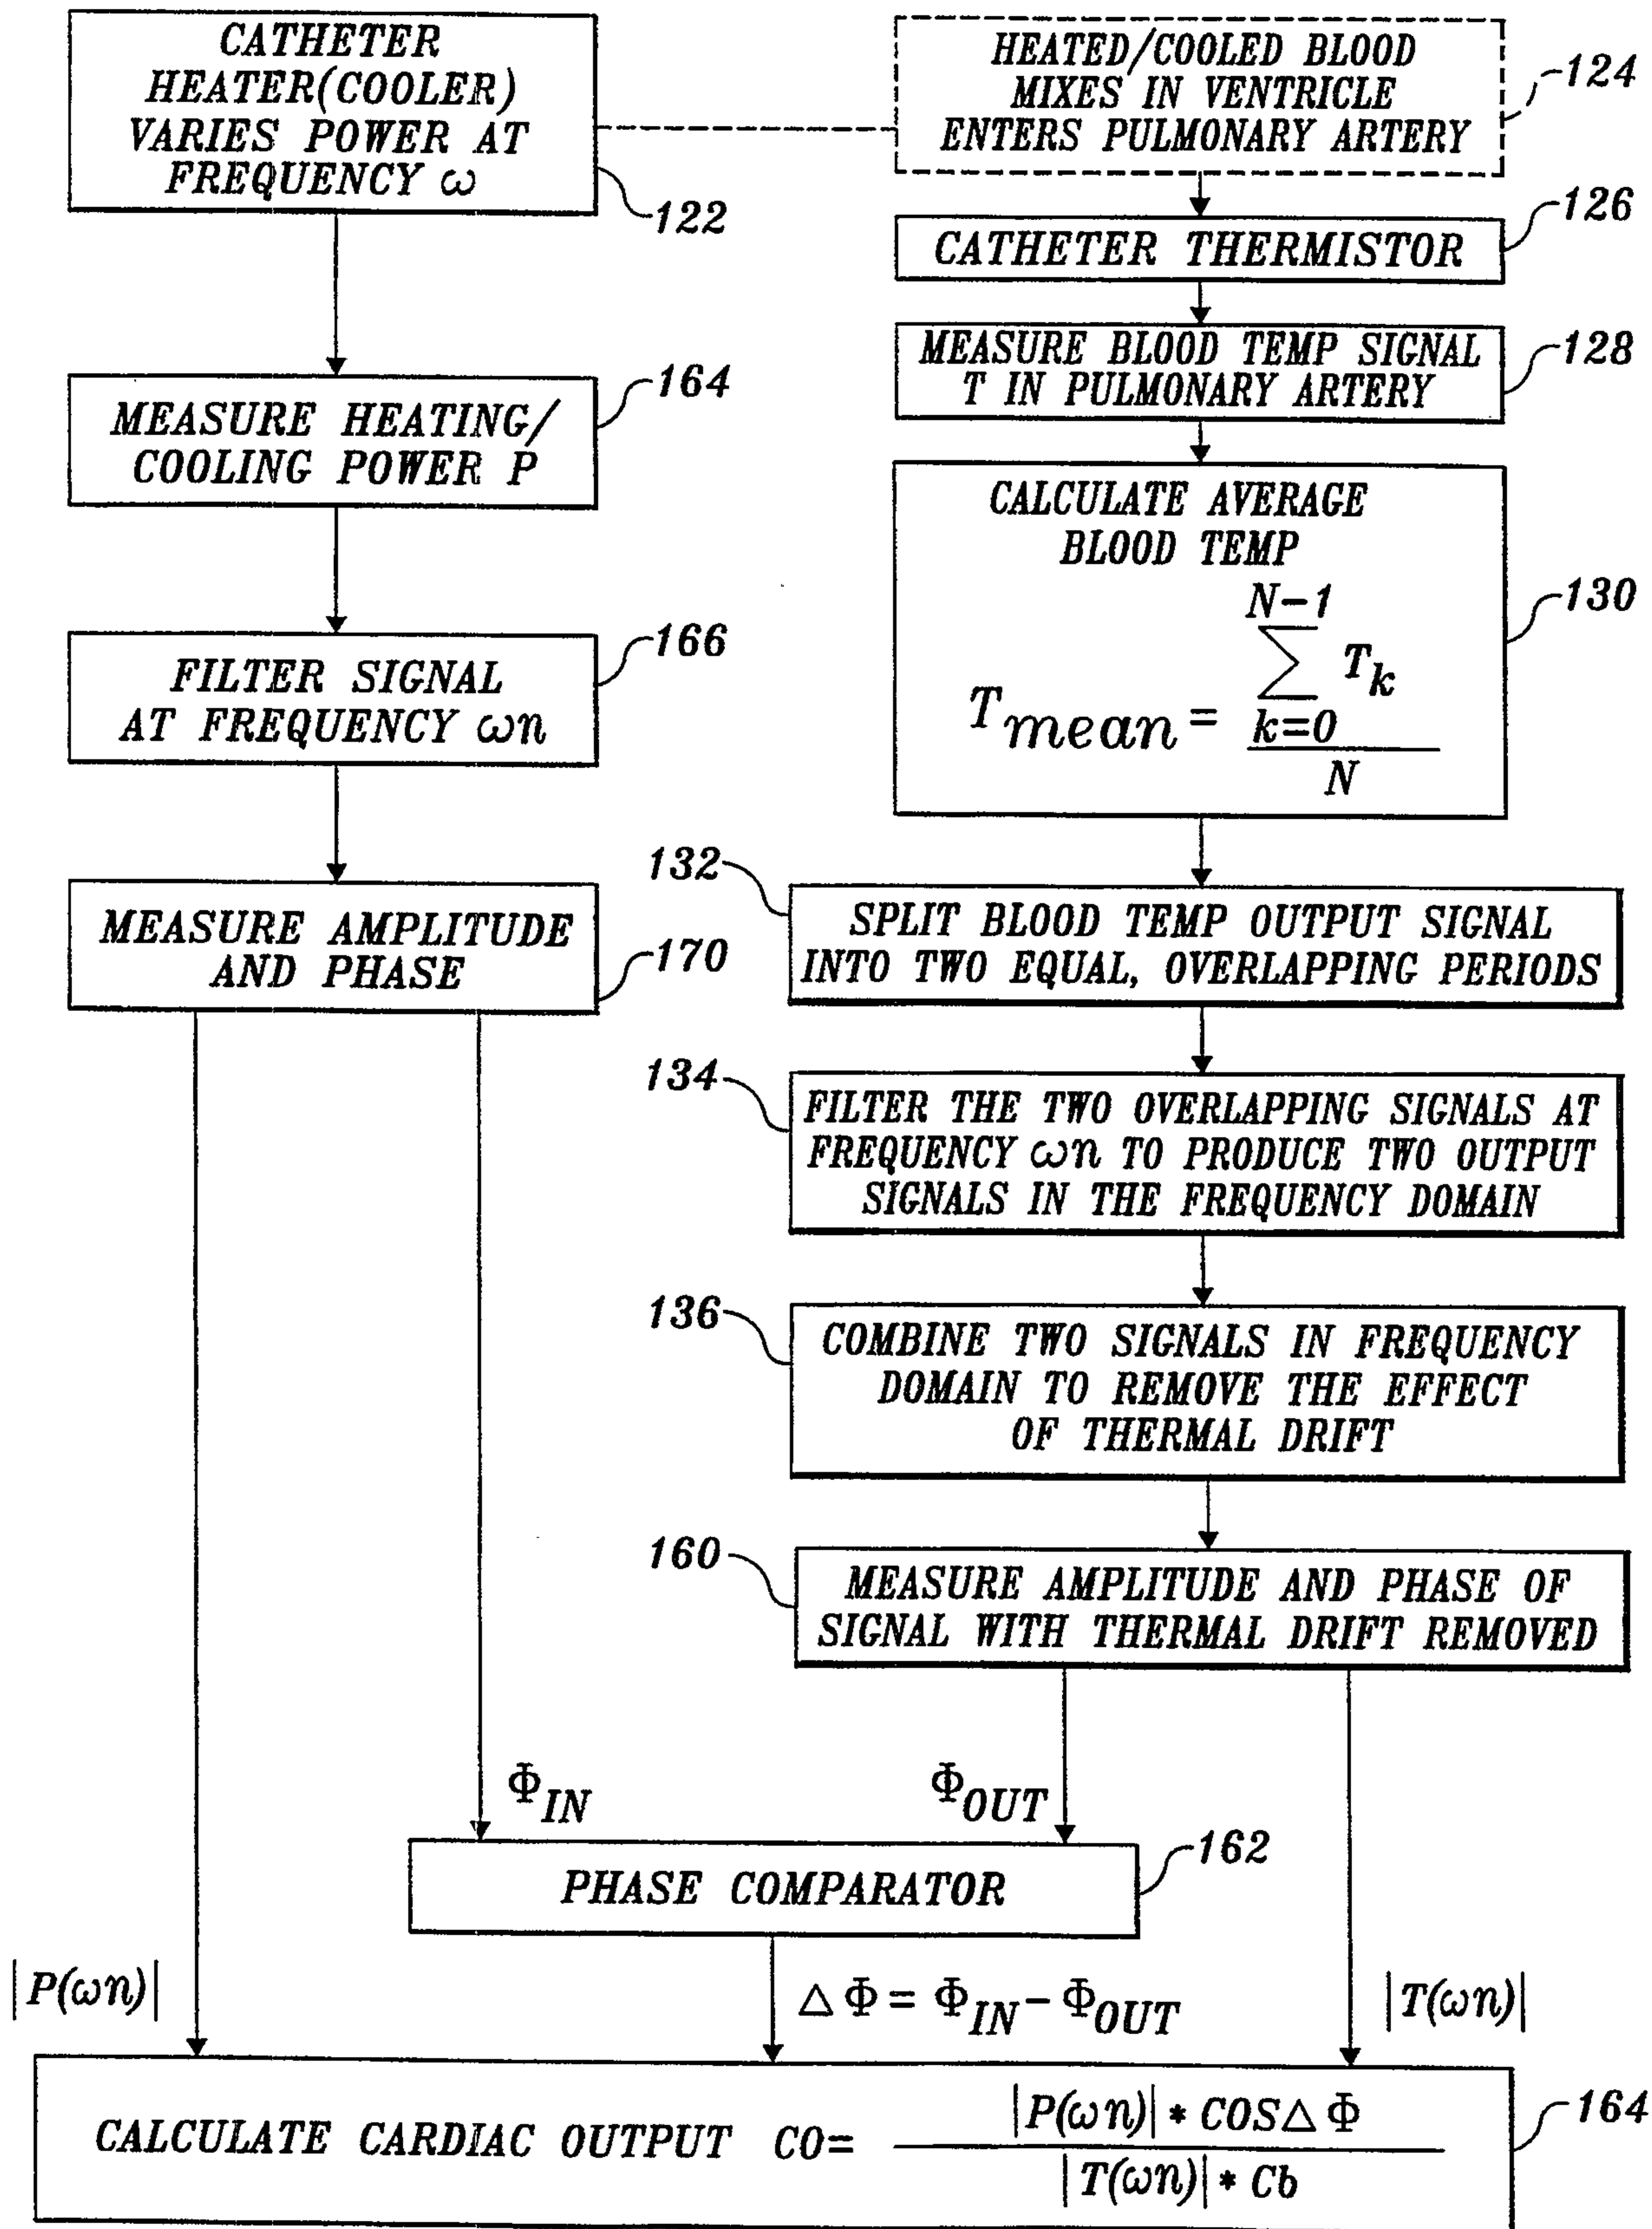 CATHETER
HEATER(COOLER)
VARIES POWER AT
FREQUENCY ω
122
HEATED/COOLED BLOOD
MIXES IN VENTRICLE
ENTERS PULMONARY ARTERY
124
CATHETER THERMISTOR
126
MEASURE BLOOD TEMP SIGNAL
T IN PULMONARY ARTERY
128
MEASURE HEATING/
COOLING POWER P
164
CALCULATE AVERAGE
BLOOD TEMP
N-1
∑ Tk
Tmean = k=0
N
130
FILTER SIGNAL
AT FREQUENCY ωn
166
MEASURE AMPLITUDE
AND PHASE
170
132
SPLIT BLOOD TEMP OUTPUT SIGNAL
INTO TWO EQUAL, OVERLAPPING PERIODS
134
FILTER THE TWO OVERLAPPING SIGNALS AT
FREQUENCY ωn TO PRODUCE TWO OUTPUT
SIGNALS IN THE FREQUENCY DOMAIN
136
COMBINE TWO SIGNALS IN FREQUENCY
DOMAIN TO REMOVE THE EFFECT
OF THERMAL DRIFT
160
MEASURE AMPLITUDE AND PHASE OF
SIGNAL WITH THERMAL DRIFT REMOVED
ΦIN
ΦOUT
PHASE COMPARATOR
162
|P(ωn)|
△Φ = ΦIN - ΦOUT
|T(ωn)|
|P(ωn)| * COS△Φ
CALCULATE CARDIAC OUTPUT CO=
|T(ωn)| * Cb
164